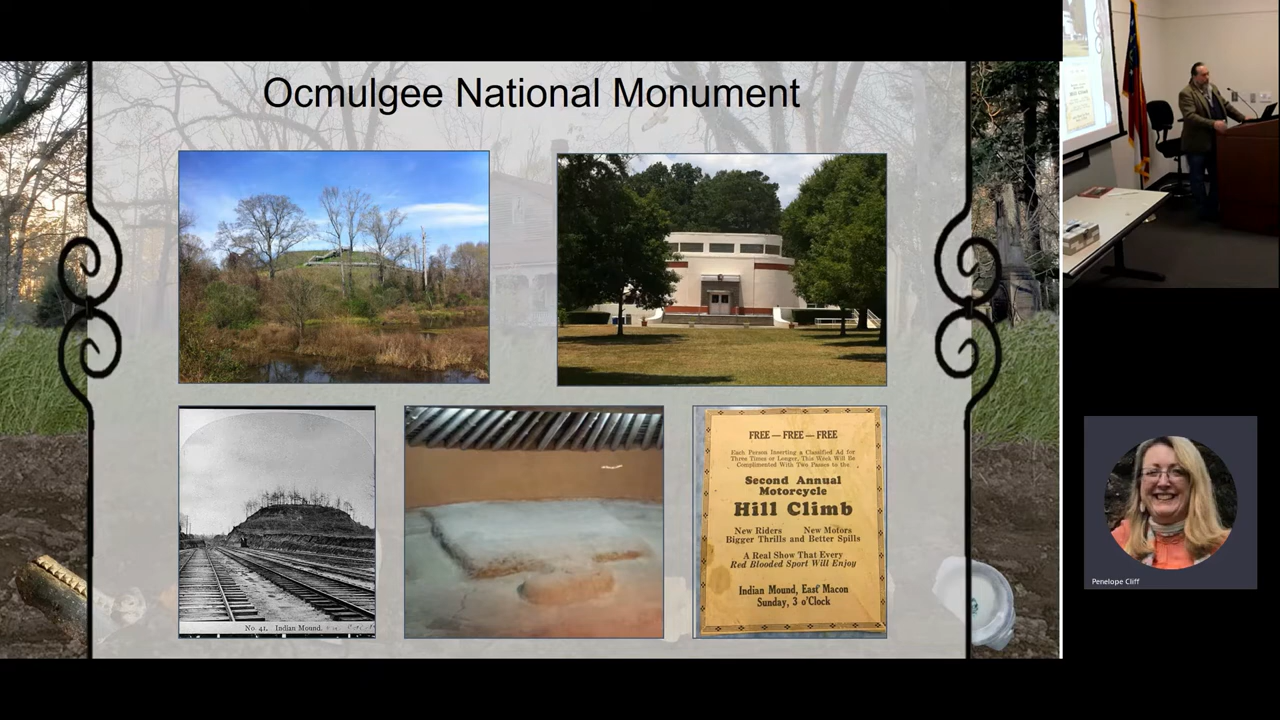 Ocmulgee National Monument
No. 41. Indian Mound.
FREE — FREE — FREE
Each Person Inserting a Classified Ad for
Three Times or Longer, This Week Will Be
Complimented With Two Passes to the
Second Annual
Motorcycle
Hill Climb
New Riders New Motors
Bigger Thrills and Better Spills
A Real Show That Every
Red Blooded Sport Will Enjoy
Indian Mound, East Macon
Sunday, 3 o'Clock
Penelope Cliff